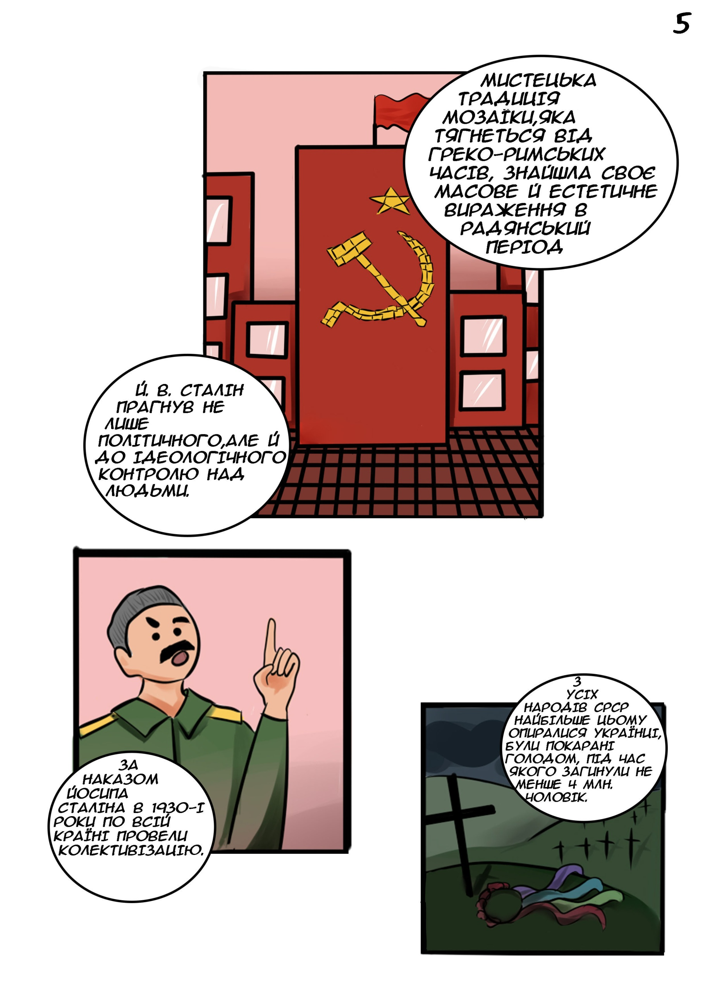 5
МИСТЕЦЬКА
ТРАДИЦІЯ
МОЗАЇКИ,ЯКА
ТЯГНЕТЬСЯ ВІД
ГРЕКО-РИМСЬКИХ
ЧАСІВ, ЗНАЙШЛА СВОЄ
МАСОВЕ Й ЕСТЕТИЧНЕ
ВИРАЖЕННЯ В
РАДЯНСЬКИЙ
ПЕРІОД
Й. В. СТАЛІН
ПРАГНУВ НЕ
ЛИШЕ
ПОЛІТИЧНОГО,АЛЕ Й
ДО ІДЕОЛОГІЧНОГО
КОНТРОЛЮ НАД
ЛЮДЬМИ.
ЗА
НАКАЗОМ
ЙОСИПА
СТАЛІНА В 1930-І
РОКИ ПО ВСІЙ
КРАЇНІ ПРОВЕЛИ
КОЛЕКТИВІЗАЦІЮ.
З
УСІХ
НАРОДІВ СРСР
НАЙБІЛЬШЕ ЦЬОМУ
ОПИРАЛИСЯ УКРАЇНЦІ,
БУЛИ ПОКАРАНІ
ГОЛОДОМ, ПІД ЧАС
ЯКОГО ЗАГИНУЛИ НЕ
МЕНШЕ 4 МЛН.
ЧОЛОВІК.